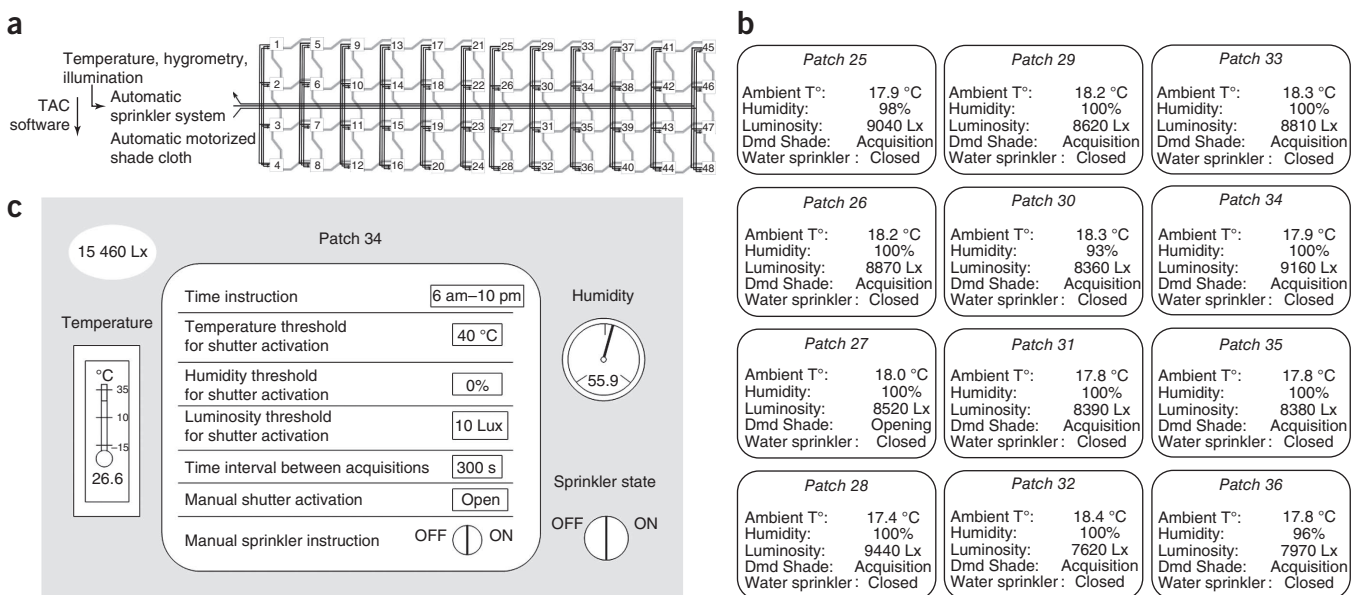 a
Temperature, hygrometry,
illumination
TAC
software
Automatic
sprinkler system
Automatic motorized
shade cloth
1 5 9 13 17 21 25 29 33 37 41 45
2 6 10 14 18 22 26 30 34 38 42 46
3 7 11 15 19 23 27 31 35 39 43 47
4 8 12 16 20 24 28 32 36 40 44 48
b
Patch 25
Ambient T°: 17.9 °C
Humidity: 98%
Luminosity: 9040 Lx
Dmd Shade: Acquisition
Water sprinkler : Closed
Patch 29
Ambient T°: 18.2 °C
Humidity: 100%
Luminosity: 8620 Lx
Dmd Shade: Acquisition
Water sprinkler : Closed
Patch 33
Ambient T°: 18.3 °C
Humidity: 100%
Luminosity: 8810 Lx
Dmd Shade: Acquisition
Water sprinkler : Closed
Patch 26
Ambient T°: 18.2 °C
Humidity: 100%
Luminosity: 8870 Lx
Dmd Shade: Acquisition
Water sprinkler : Closed
Patch 30
Ambient T°: 18.3 °C
Humidity: 93%
Luminosity: 8360 Lx
Dmd Shade: Acquisition
Water sprinkler : Closed
Patch 34
Ambient T°: 17.9 °C
Humidity: 100%
Luminosity: 9160 Lx
Dmd Shade: Acquisition
Water sprinkler : Closed
Patch 27
Ambient T°: 18.0 °C
Humidity: 100%
Luminosity: 8520 Lx
Dmd Shade: Opening
Water sprinkler : Closed
Patch 31
Ambient T°: 17.8 °C
Humidity: 100%
Luminosity: 8390 Lx
Dmd Shade: Acquisition
Water sprinkler : Closed
Patch 35
Ambient T°: 17.8 °C
Humidity: 100%
Luminosity: 8380 Lx
Dmd Shade: Acquisition
Water sprinkler : Closed
Patch 28
Ambient T°: 17.4 °C
Humidity: 100%
Luminosity: 9440 Lx
Dmd Shade: Acquisition
Water sprinkler : Closed
Patch 32
Ambient T°: 18.4 °C
Humidity: 100%
Luminosity: 7620 Lx
Dmd Shade: Acquisition
Water sprinkler : Closed
Patch 36
Ambient T°: 17.8 °C
Humidity: 96%
Luminosity: 7970 Lx
Dmd Shade: Acquisition
Water sprinkler : Closed
c
15 460 Lx
Patch 34
Temperature
°C
35
10
–15
26.6
Time instruction 6 am–10 pm
Temperature threshold
for shutter activation 40 °C
Humidity threshold
for shutter activation 0%
Luminosity threshold
for shutter activation 10 Lux
Time interval between acquisitions 300 s
Manual shutter activation Open
Manual sprinkler instruction OFF ON
Humidity
55.9
Sprinkler state
OFF ON